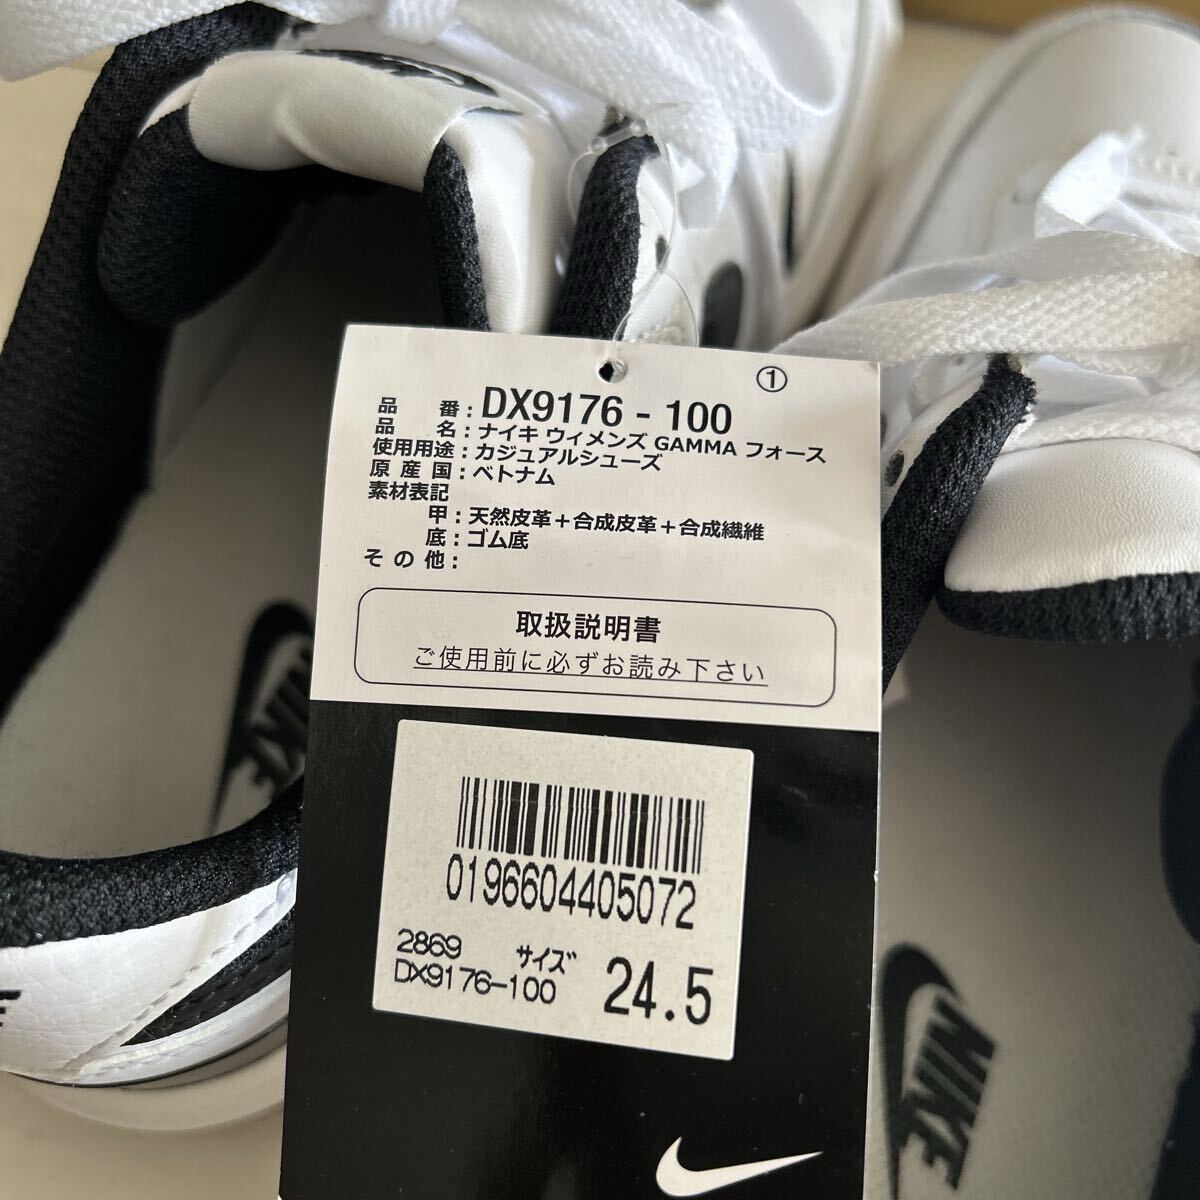 ①
品 番 : DX9176 - 100
品 名 : ナイキ ウィメンズ GAMMA フォース
使用用途 : カジュアルシューズ
原 産 国 : ベトナム
素材表記
甲 : 天然皮革＋合成皮革＋合成繊維
底 : ゴム底
そ の 他 :
取扱説明書
ご使用前に必ずお読み下さい
0196604405072
2869 サイズ
DX9176-100 24.5
NIKE
NIKE